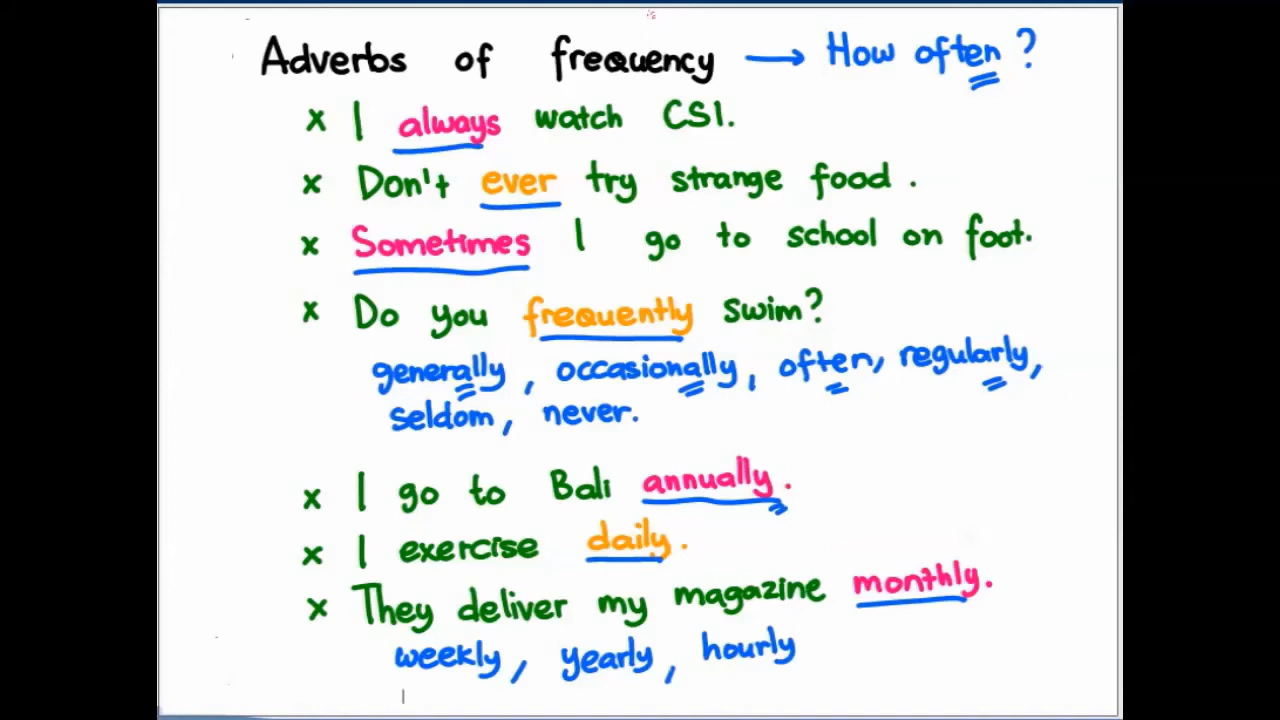 Adverbs of frequency → How often?
x I always watch CSI.
x Don't ever try strange food.
x Sometimes I go to school on foot.
x Do you frequently swim?
generally, occasionally, often, regularly,
seldom, never.
x I go to Bali annually.
x I exercise daily.
x They deliver my magazine monthly.
weekly, yearly, hourly